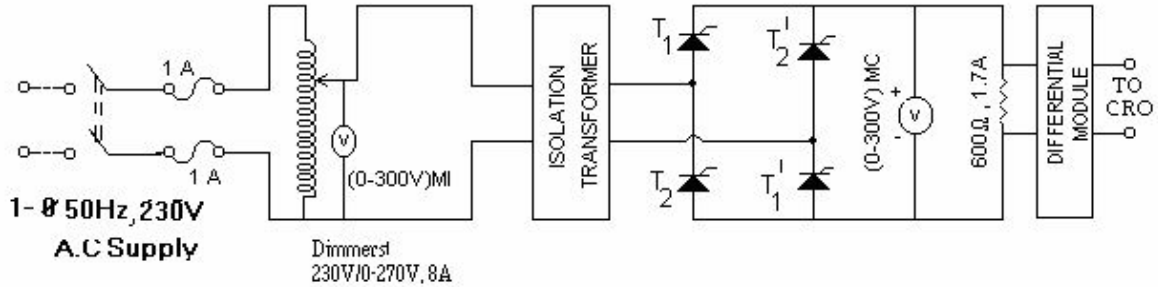 1 A
1 A
1-Ø 50Hz, 230V
A.C Supply
V
(0-300V)MI
Dimmerst
230V/0-270V, 8A
ISOLATION
TRANSFORMER
T1
T2'
T2
T1'
(0-300V) MC
+
V
-
600Ω, 1.7A
DIFFERENTIAL
MODULE
TO
CRO